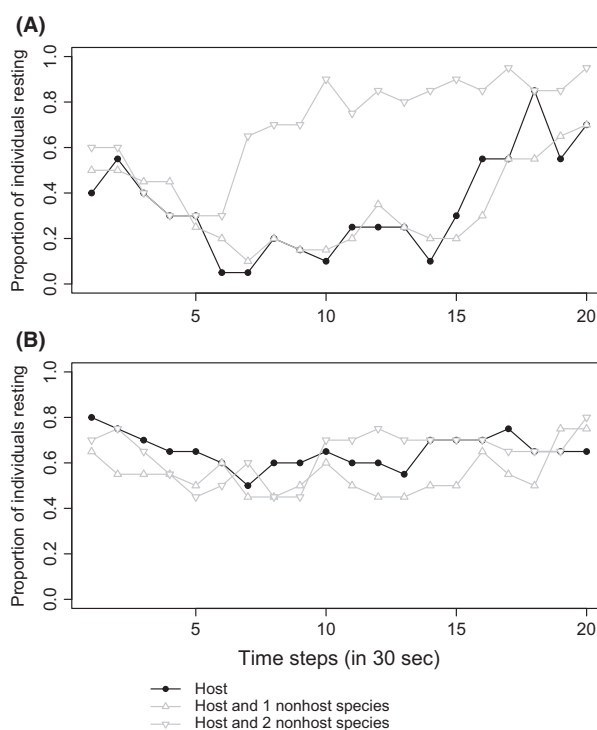 (A)
Proportion of individuals resting
0.0 0.2 0.4 0.6 0.8 1.0
5 10 15 20
(B)
Proportion of individuals resting
0.0 0.2 0.4 0.6 0.8 1.0
5 10 15 20
Time steps (in 30 sec)
Host
Host and 1 nonhost species
Host and 2 nonhost species